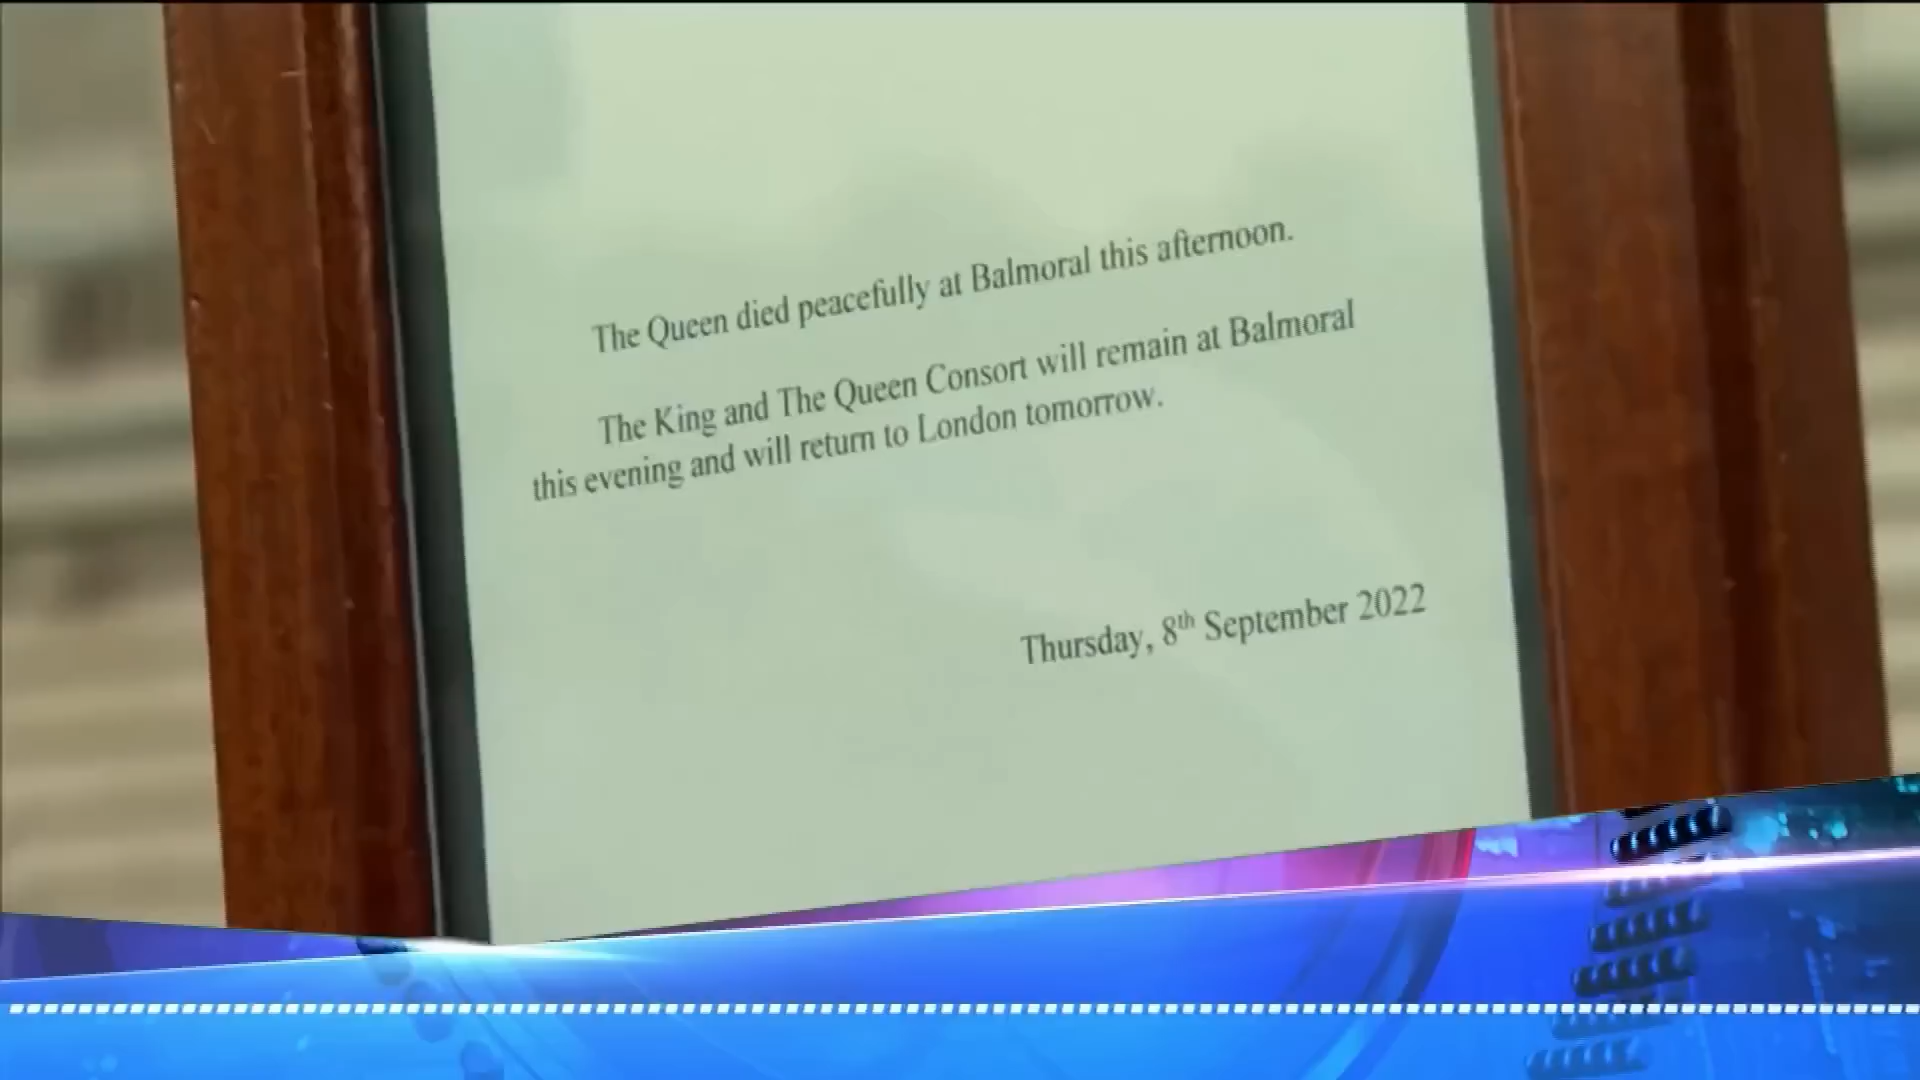 The Queen died peacefully at Balmoral this afternoon.
The King and The Queen Consort will remain at Balmoral
this evening and will return to London tomorrow.
Thursday, 8th September 2022